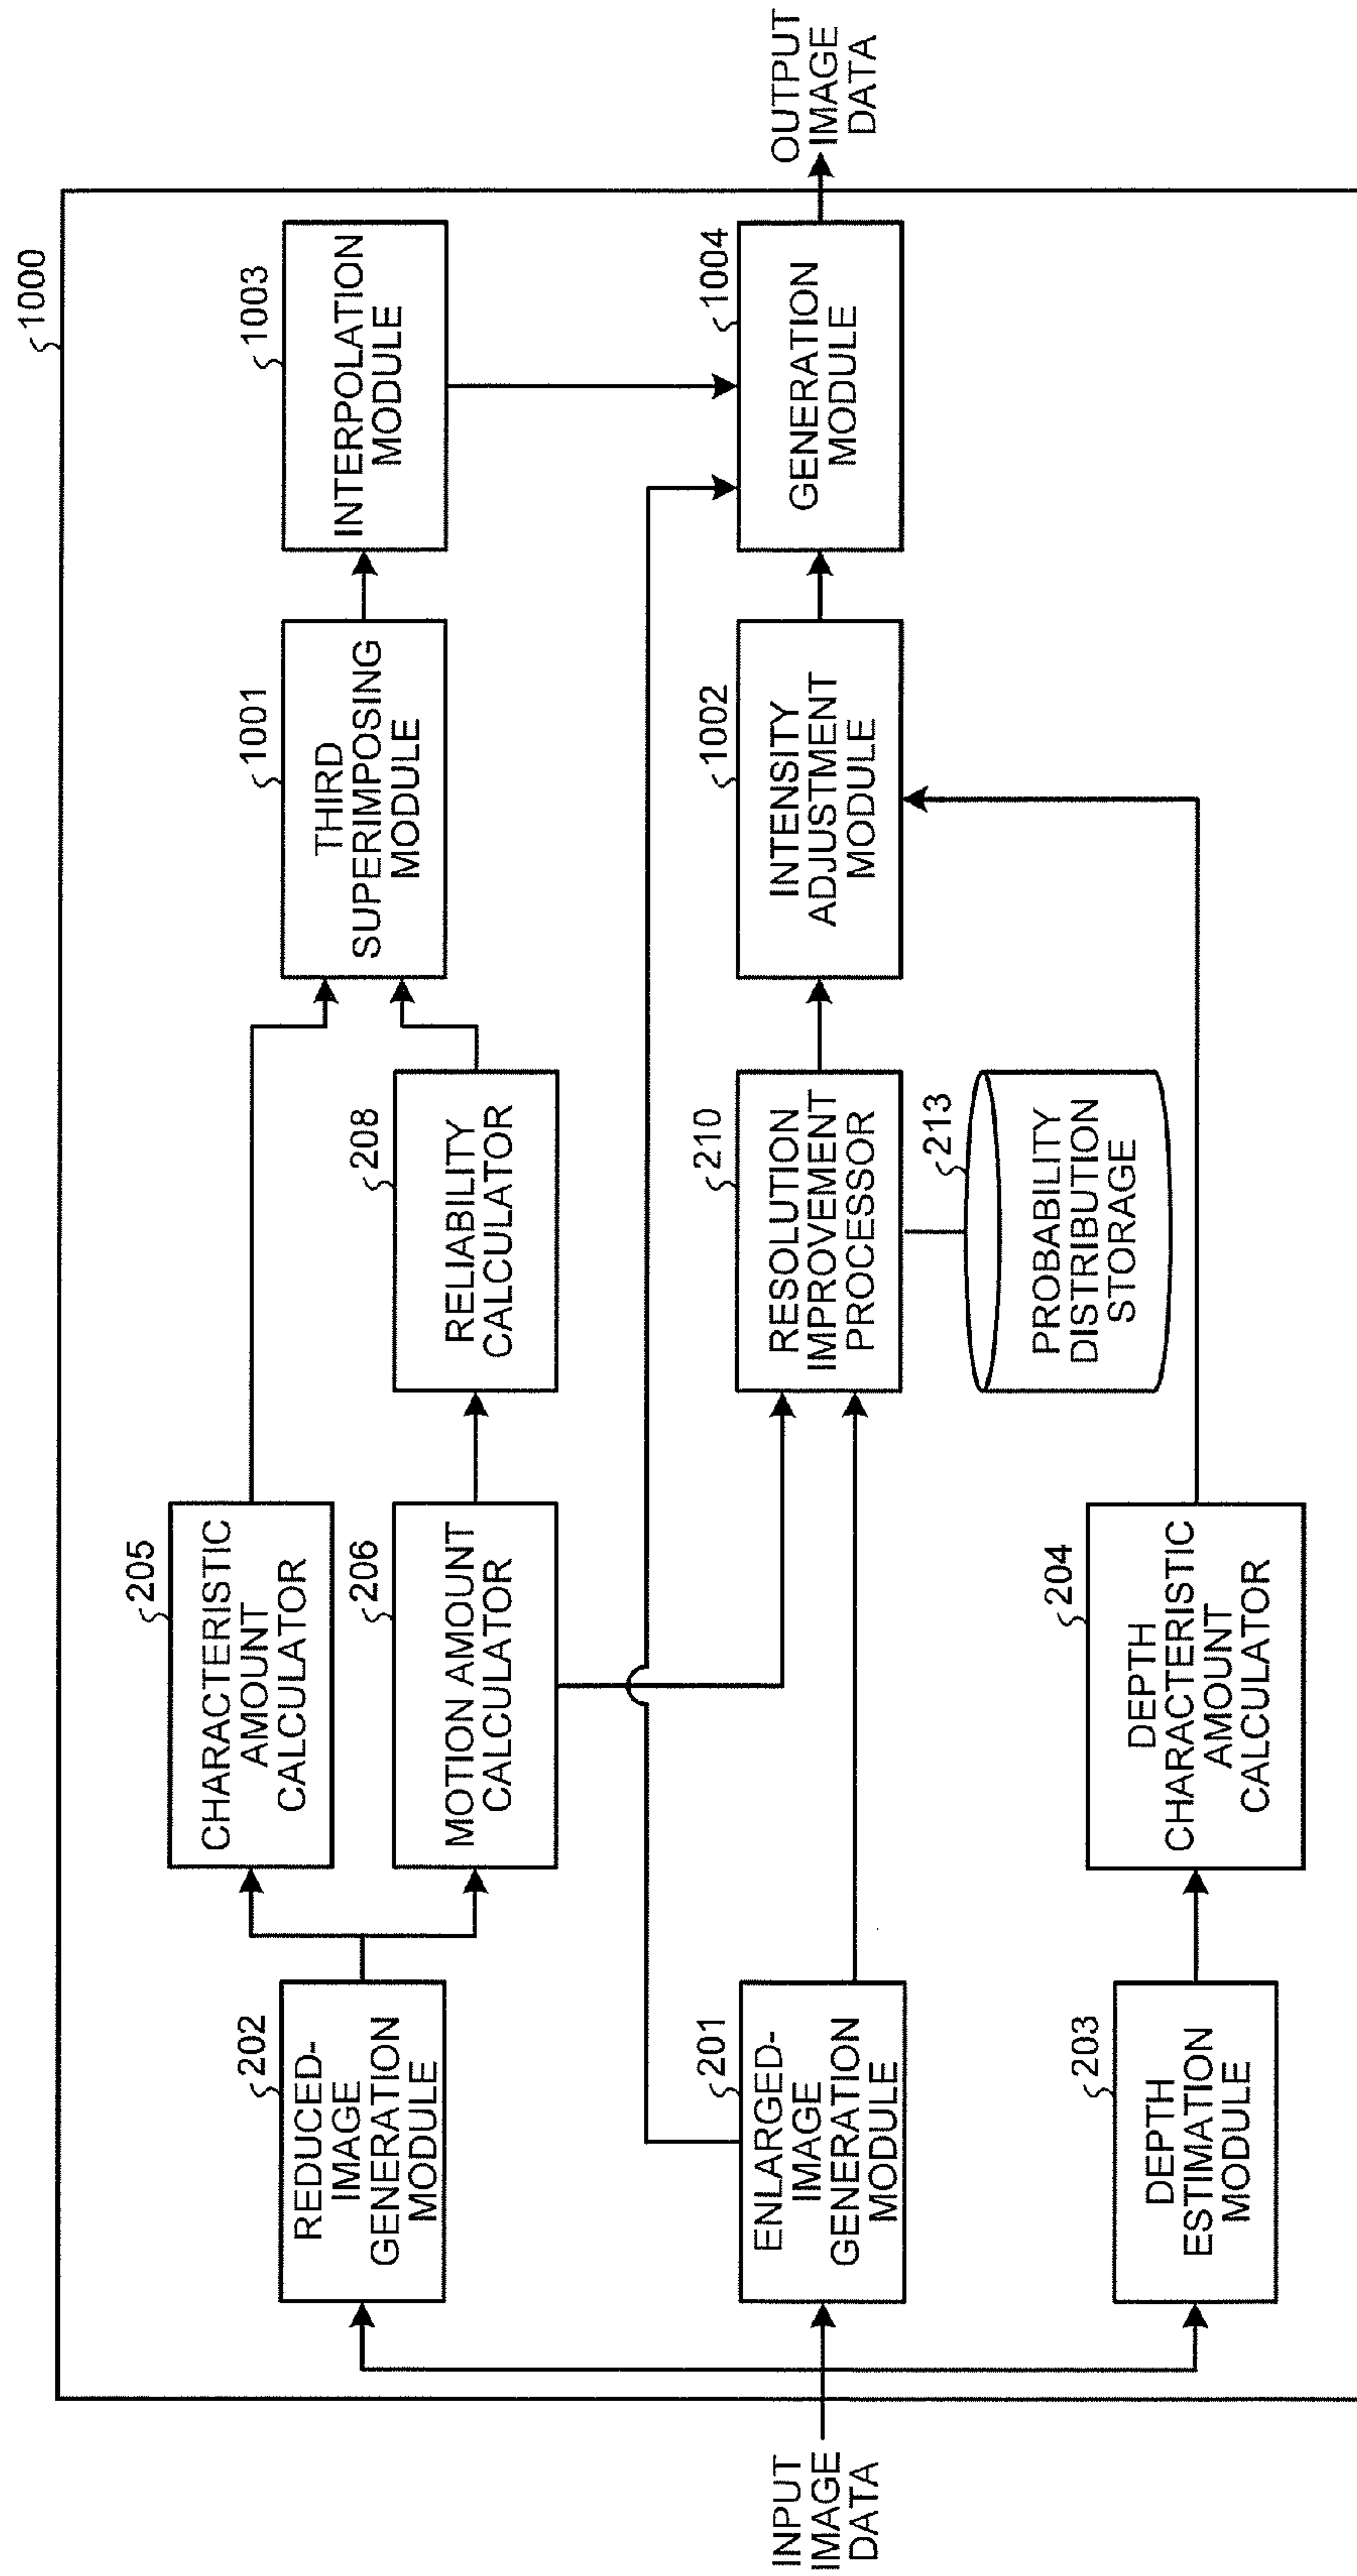 1000
INPUT
IMAGE
DATA
202
REDUCED-
IMAGE
GENERATION
MODULE
201
ENLARGED-
IMAGE
GENERATION
MODULE
203
DEPTH
ESTIMATION
MODULE
205
CHARACTERISTIC
AMOUNT
CALCULATOR
206
MOTION AMOUNT
CALCULATOR
204
DEPTH
CHARACTERISTIC
AMOUNT
CALCULATOR
208
RELIABILITY
CALCULATOR
210
RESOLUTION
IMPROVEMENT
PROCESSOR
213
PROBABILITY
DISTRIBUTION
STORAGE
1001
THIRD
SUPERIMPOSING
MODULE
1002
INTENSITY
ADJUSTMENT
MODULE
1003
INTERPOLATION
MODULE
1004
GENERATION
MODULE
OUTPUT
IMAGE
DATA